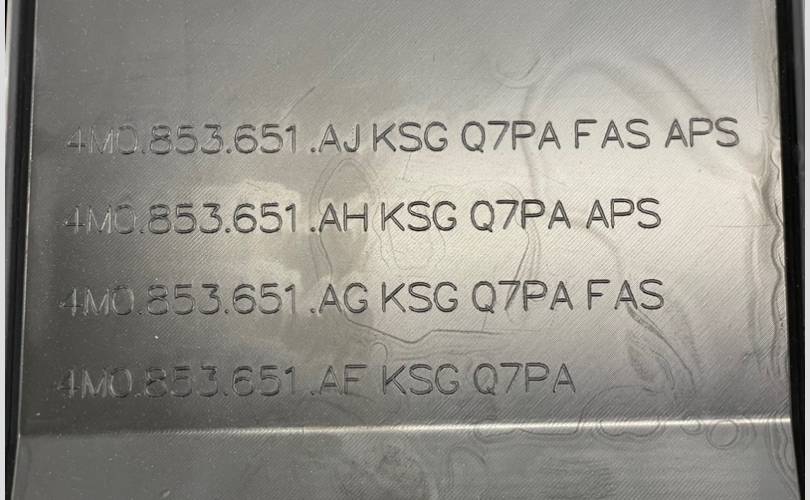 4M0.853.651.AJ KSG Q7PA FAS APS
4M0.853.651.AH KSG Q7PA APS
4M0.853.651.AG KSG Q7PA FAS
4M0.853.651.AF KSG Q7PA